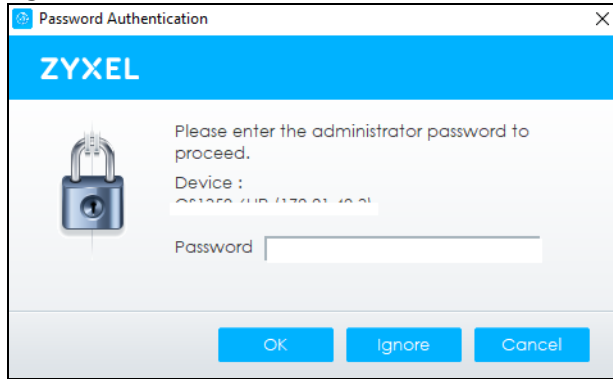 Password Authentication
ZYXEL
Please enter the administrator password to
proceed.
Device :
Password
OK Ignore Cancel